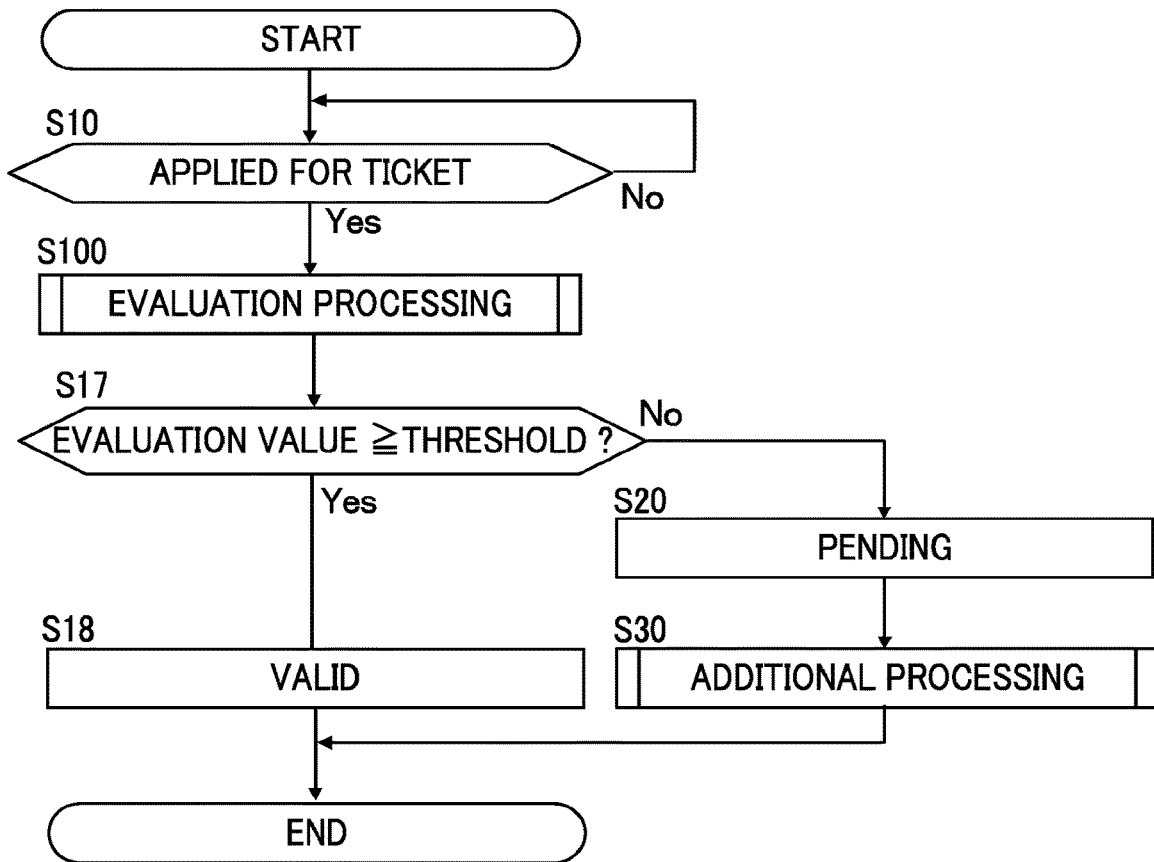 START
S10
APPLIED FOR TICKET
No
Yes
S100
EVALUATION PROCESSING
S17
EVALUATION VALUE ≧ THRESHOLD ?
No
Yes
S20
PENDING
S18
VALID
S30
ADDITIONAL PROCESSING
END